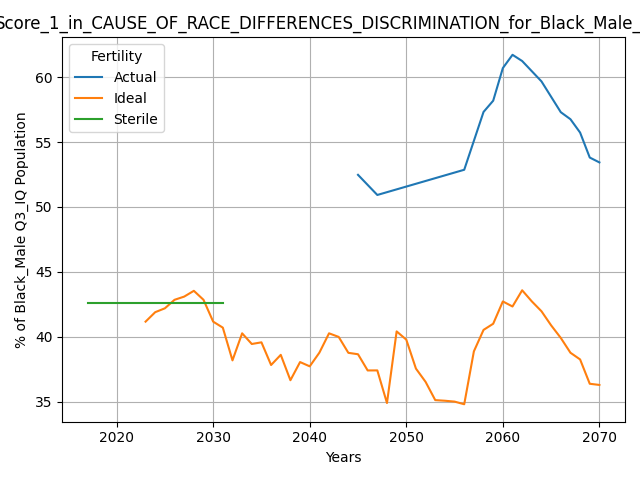 Score_1_in_CAUSE_OF_RACE_DIFFERENCES_DISCRIMINATION_for_Black_Male_
Fertility
Actual
Ideal
Sterile
% of Black_Male Q3_IQ Population
60
55
50
45
40
35
2020 2030 2040 2050 2060 2070
Years